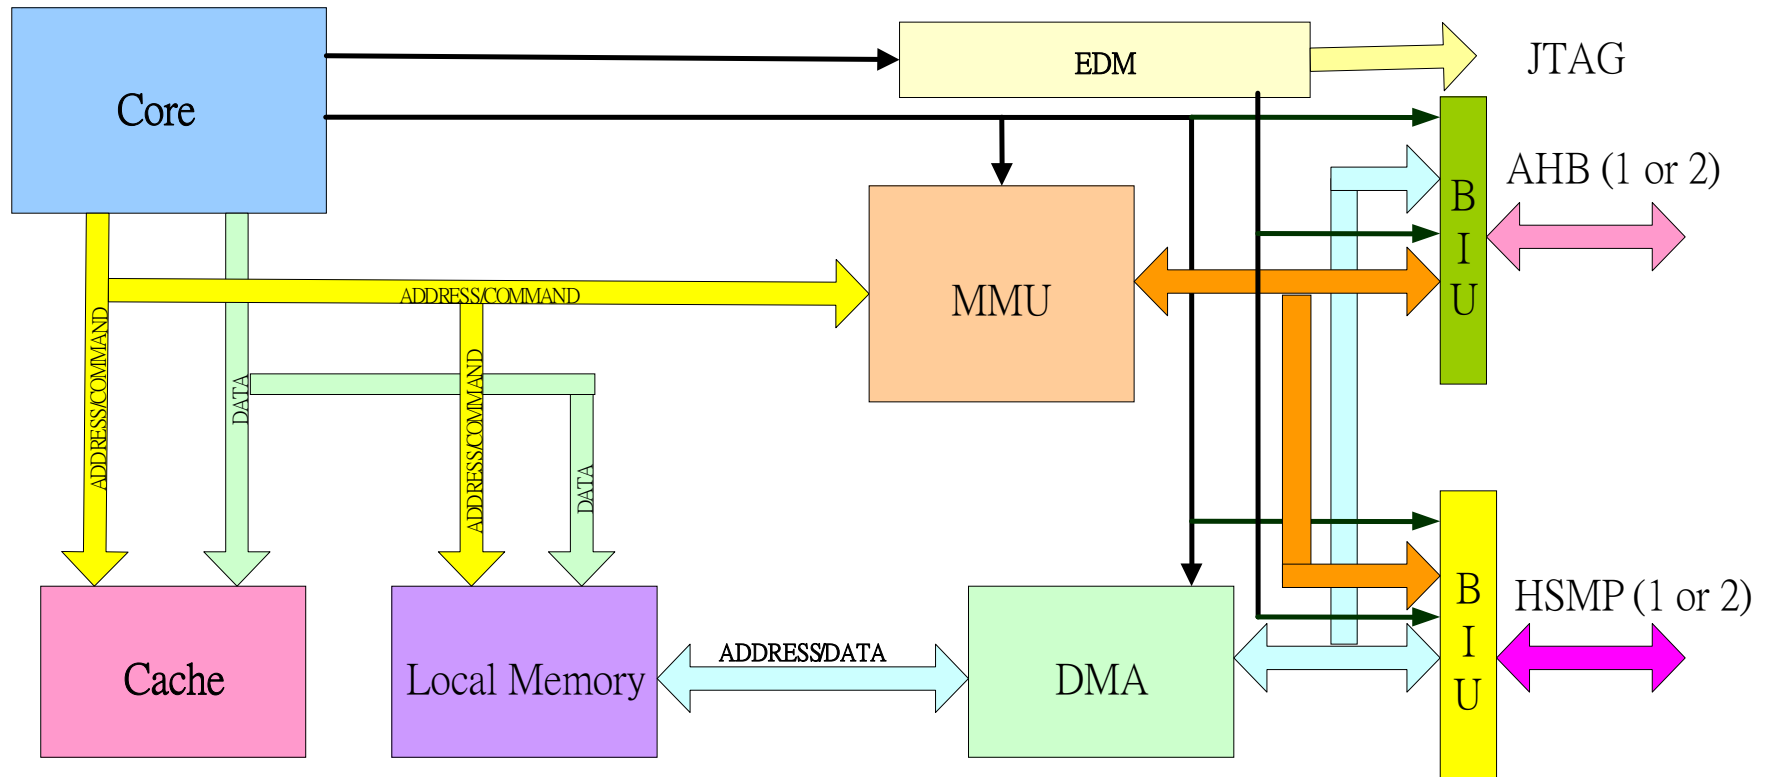 Core
EDM
JTAG
AHB (1 or 2)
B
I
U
MMU
ADDRESS/COMMAND
ADDRESS/COMMAND
DATA
ADDRESS/COMMAND
DATA
Cache
Local Memory
ADDRESS/DATA
DMA
B
I
U
HSMP (1 or 2)